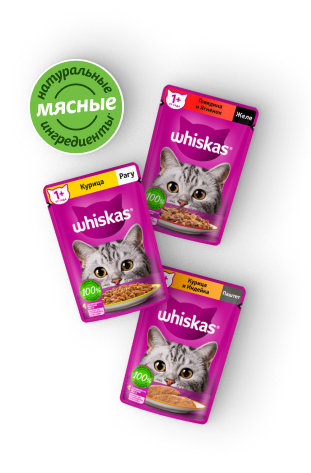 натуральные
мясные
ингредиенты
1+
Говядина
и Ягненок
Желе
whiskas®
100%
1+
Курица
Рагу
whiskas®
100%
1+
Курица
и Индейка
Паштет
whiskas®
100%